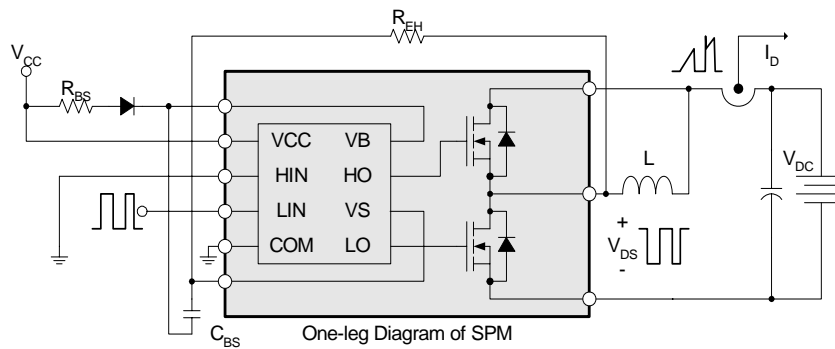 R_EH
V_CC
I_D
R_BS
VCC VB
L
V_DC
HIN HO
LIN VS
+
V_DS
-
COM LO
C_BS
One-leg Diagram of SPM